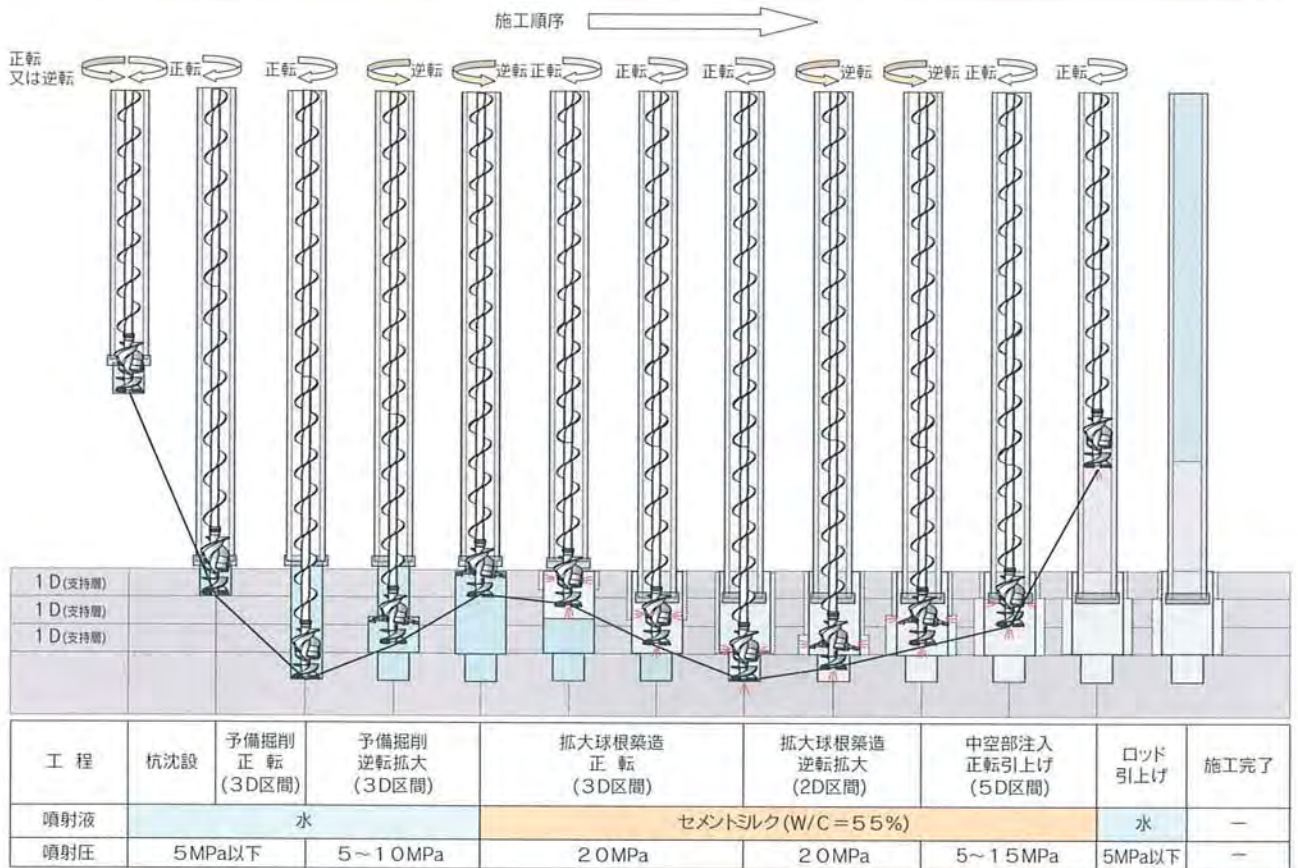 施工順序
正転
又は逆転
正転
正転
逆転
逆転
正転
正転
正転
逆転
逆転
正転
正転
1D(支持層)
1D(支持層)
1D(支持層)
工程
杭沈設
予備掘削
正転
(3D区間)
予備掘削
逆転拡大
(3D区間)
拡大球根築造
正転
(3D区間)
拡大球根築造
逆転拡大
(2D区間)
中空部注入
正転引上げ
(5D区間)
ロッド
引上げ
施工完了
噴射液
水
セメントミルク(W/C=55%)
水
－
噴射圧
5MPa以下
5～10MPa
20MPa
20MPa
5～15MPa
5MPa以下
－